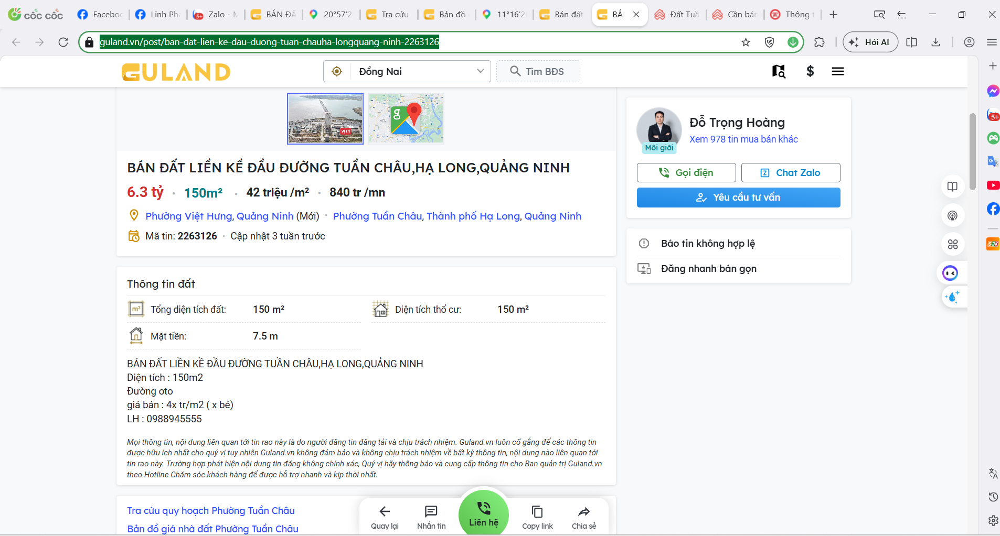 cốc cốc
Faceboo
Linh Phạ
Zalo - M
BÁN ĐẤ
20°57'2
Tra cứu
Bản đồ
11°16'2
Bán đất
BÁ
Đất Tuầ
Cần bán
Thông t
guland.vn/post/ban-dat-lien-ke-dau-duong-tuan-chauha-longquang-ninh-2263126
Hỏi AI
GULAND
Đồng Nai
Tìm BĐS
Vị trí
BÁN ĐẤT LIỀN KỀ ĐẦU ĐƯỜNG TUẦN CHÂU,HẠ LONG,QUẢNG NINH
6.3 tỷ • 150m² • 42 triệu /m² • 840 tr /mn
Phường Việt Hưng, Quảng Ninh (Mới) • Phường Tuần Châu, Thành phố Hạ Long, Quảng Ninh
Mã tin: 2263126 • Cập nhật 3 tuần trước
Đỗ Trọng Hoàng
Xem 978 tin mua bán khác
Môi giới
Gọi điện
Chat Zalo
Yêu cầu tư vấn
Báo tin không hợp lệ
Đăng nhanh bán gọn
Thông tin đất
Tổng diện tích đất: 150 m²
Diện tích thổ cư: 150 m²
Mặt tiền: 7.5 m
BÁN ĐẤT LIỀN KỀ ĐẦU ĐƯỜNG TUẦN CHÂU,HẠ LONG,QUẢNG NINH
Diện tích : 150m2
Đường oto
giá bán : 4x tr/m2 ( x bé)
LH : 0988945555
Mọi thông tin, nội dung liên quan tới tin rao này là do người đăng tin đăng tải và chịu trách nhiệm. Guland.vn luôn cố gắng để các thông tin
được hữu ích nhất cho quý vị tuy nhiên Guland.vn không đảm bảo và không chịu trách nhiệm về bất kỳ thông tin, nội dung nào liên quan tới
tin rao này. Trường hợp phát hiện nội dung tin đăng không chính xác, Quý vị hãy thông báo và cung cấp thông tin cho Ban quản trị Guland.vn
theo Hotline Chăm sóc khách hàng để được hỗ trợ nhanh và kịp thời nhất.
Tra cứu quy hoạch Phường Tuần Châu
Bản đồ giá nhà đất Phường Tuần Châu
Quay lại
Nhắn tin
Liên hệ
Copy link
Chia sẻ